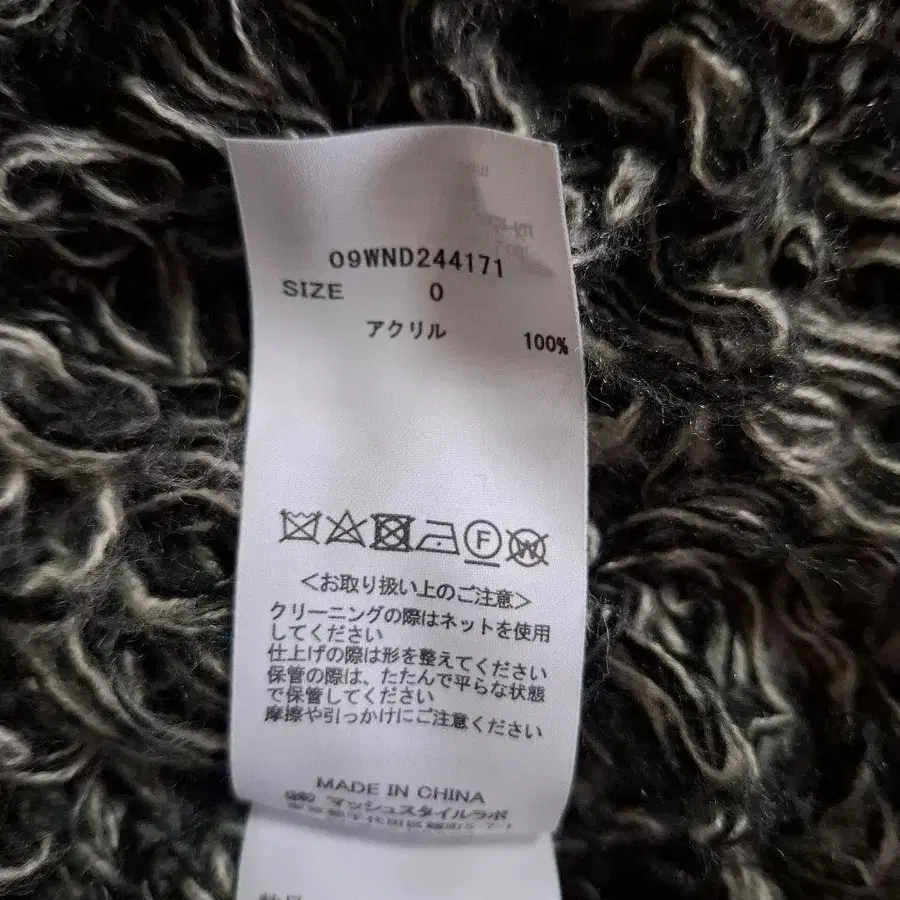 09WND244171
SIZE 0
アクリル 100%
F W
<お取り扱い上のご注意>
クリーニングの際はネットを使用
してください
仕上げの際は形を整えてください
保管の際は、たたんで平らな状態
で保管してください
摩擦や引っかけにご注意ください
MADE IN CHINA
㈱マッシュスタイルラボ